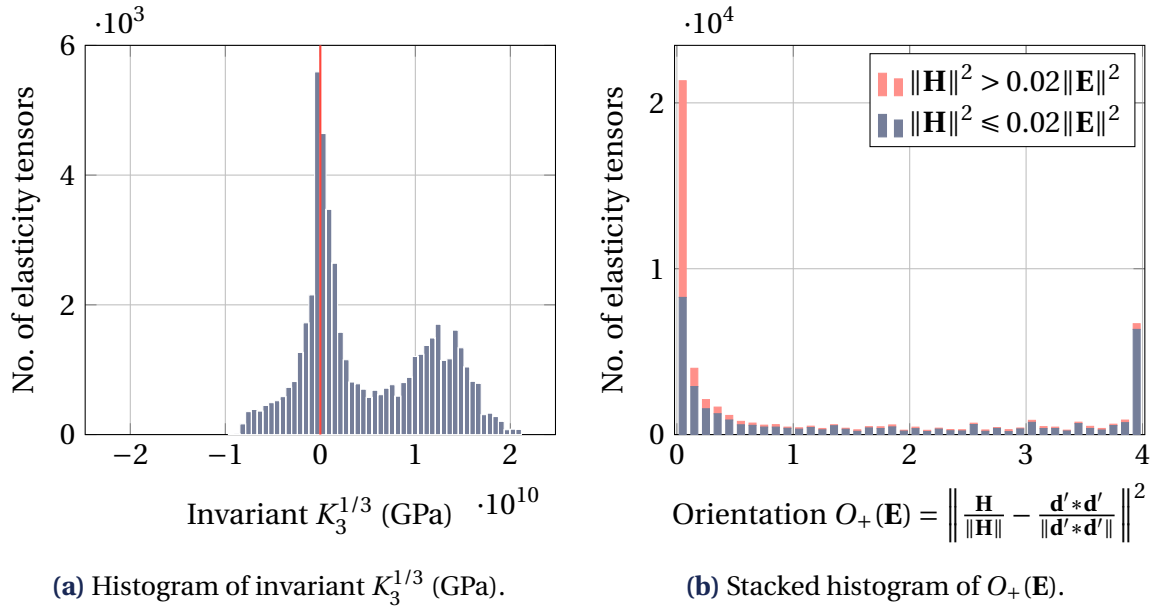 ·10³
No. of elasticity tensors
6
4
2
0
−2 −1 0 1 2
·10¹⁰
Invariant K₃^{1/3} (GPa)
(a) Histogram of invariant K₃^{1/3} (GPa).
·10⁴
No. of elasticity tensors
2
1
0
‖H‖² > 0.02‖E‖²
‖H‖² ⩽ 0.02‖E‖²
0 1 2 3 4
Orientation O₊(E) = ‖ H/‖H‖ − d′∗d′/‖d′∗d′‖ ‖²
(b) Stacked histogram of O₊(E).